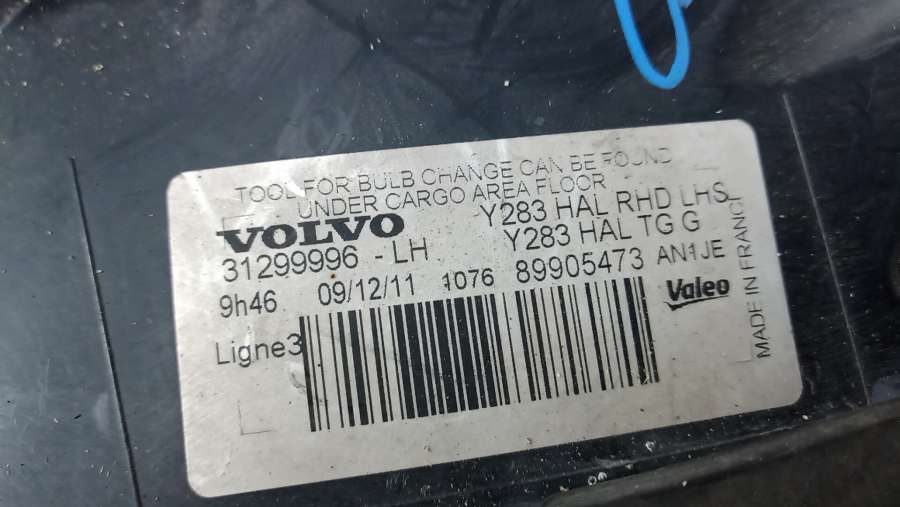 TOOL FOR BULB CHANGE CAN BE FOUND
UNDER CARGO AREA FLOOR
VOLVO
Y283 HAL RHD LHS
31299996 - LH
Y283 HAL TG G
9h46 09/12/11 1076 89905473 AN1JE
Ligne3
Valeo
MADE IN FRANCE